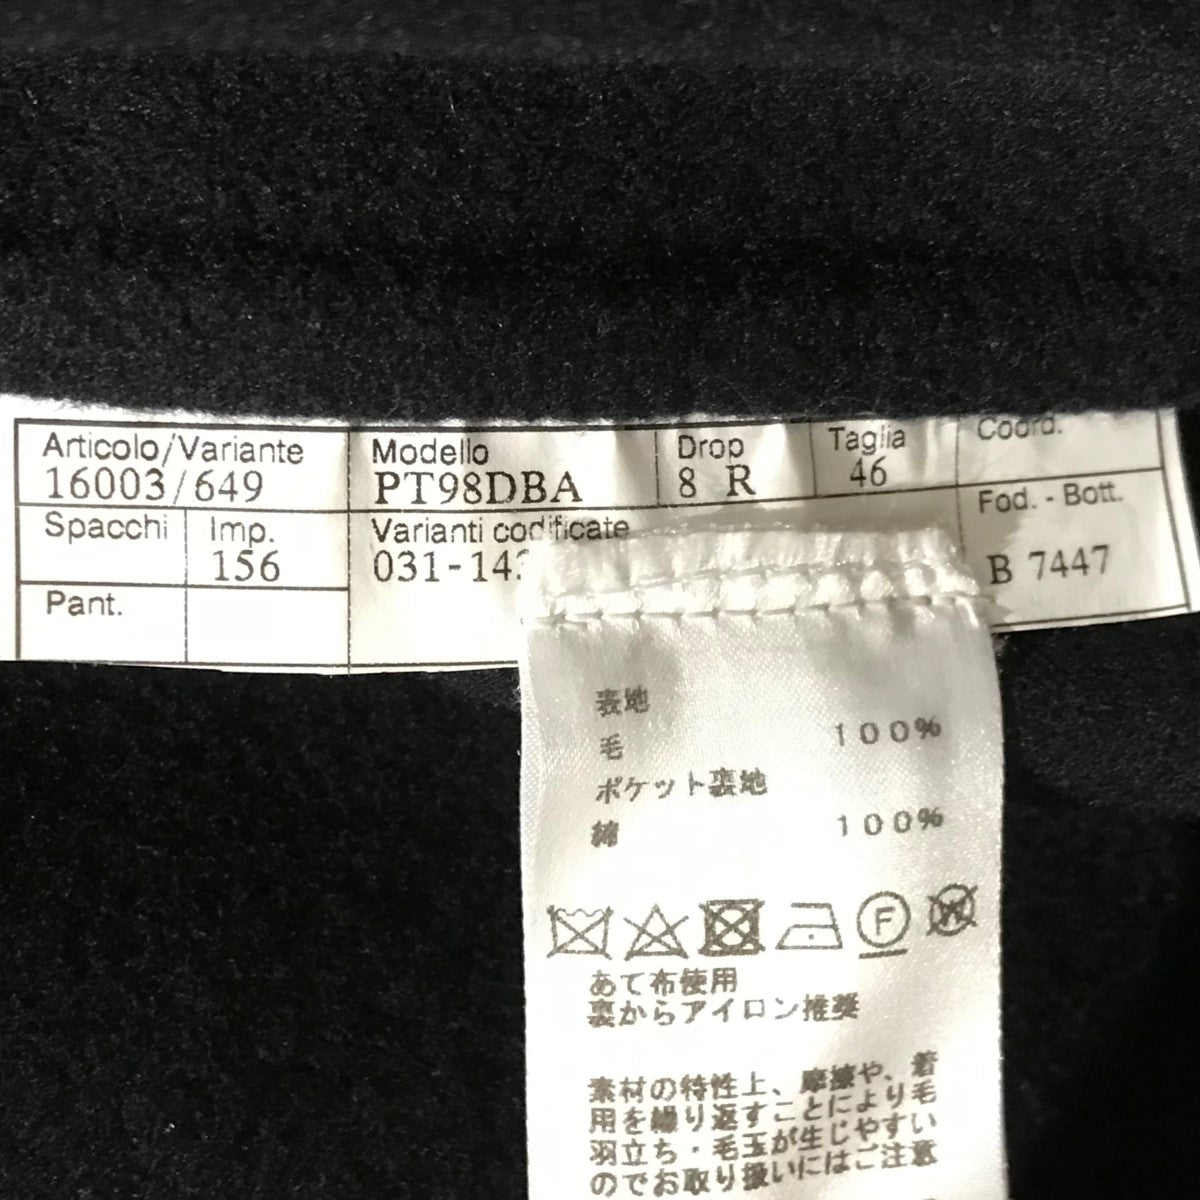 Articolo/Variante Modello Drop Taglia Coord.
16003/649 PT98DBA 8 R 46
Spacchi Imp. Varianti codificate Fod. - Bott.
156 031-14 B 7447
Pant.
表地
毛 100%
ポケット裏地
綿 100%
F W
あて布使用
裏からアイロン推奨
素材の特性上、摩擦や、着
用を繰り返すことにより毛
羽立ち・毛玉が生じやすい
のでお取り扱いにはご注意